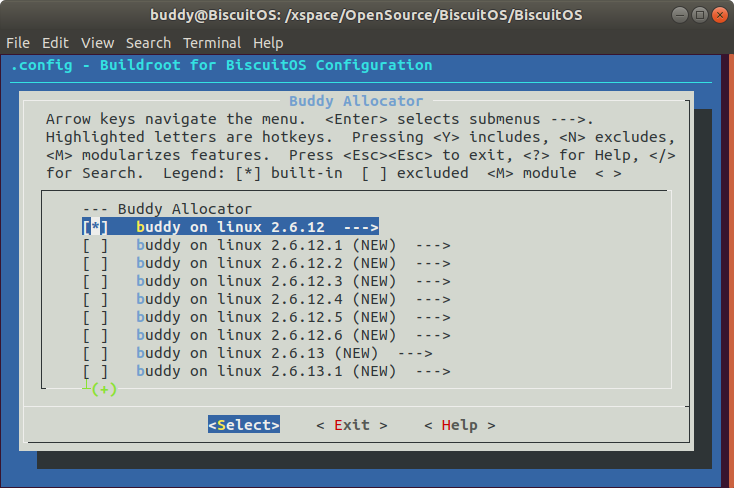 buddy@BiscuitOS: /xspace/OpenSource/BiscuitOS/BiscuitOS
File Edit View Search Terminal Help
.config - Buildroot for BiscuitOS Configuration
Buddy Allocator
Arrow keys navigate the menu.  <Enter> selects submenus --->.
Highlighted letters are hotkeys.  Pressing <Y> includes, <N> excludes,
<M> modularizes features.  Press <Esc><Esc> to exit, <?> for Help, </>
for Search.  Legend: [*] built-in  [ ] excluded  <M> module  < >
--- Buddy Allocator
[*]   buddy on linux 2.6.12  --->
[ ]   buddy on linux 2.6.12.1 (NEW)  --->
[ ]   buddy on linux 2.6.12.2 (NEW)  --->
[ ]   buddy on linux 2.6.12.3 (NEW)  --->
[ ]   buddy on linux 2.6.12.4 (NEW)  --->
[ ]   buddy on linux 2.6.12.5 (NEW)  --->
[ ]   buddy on linux 2.6.12.6 (NEW)  --->
[ ]   buddy on linux 2.6.13 (NEW)  --->
[ ]   buddy on linux 2.6.13.1 (NEW)  --->
┴(+)
<Select>    < Exit >    < Help >